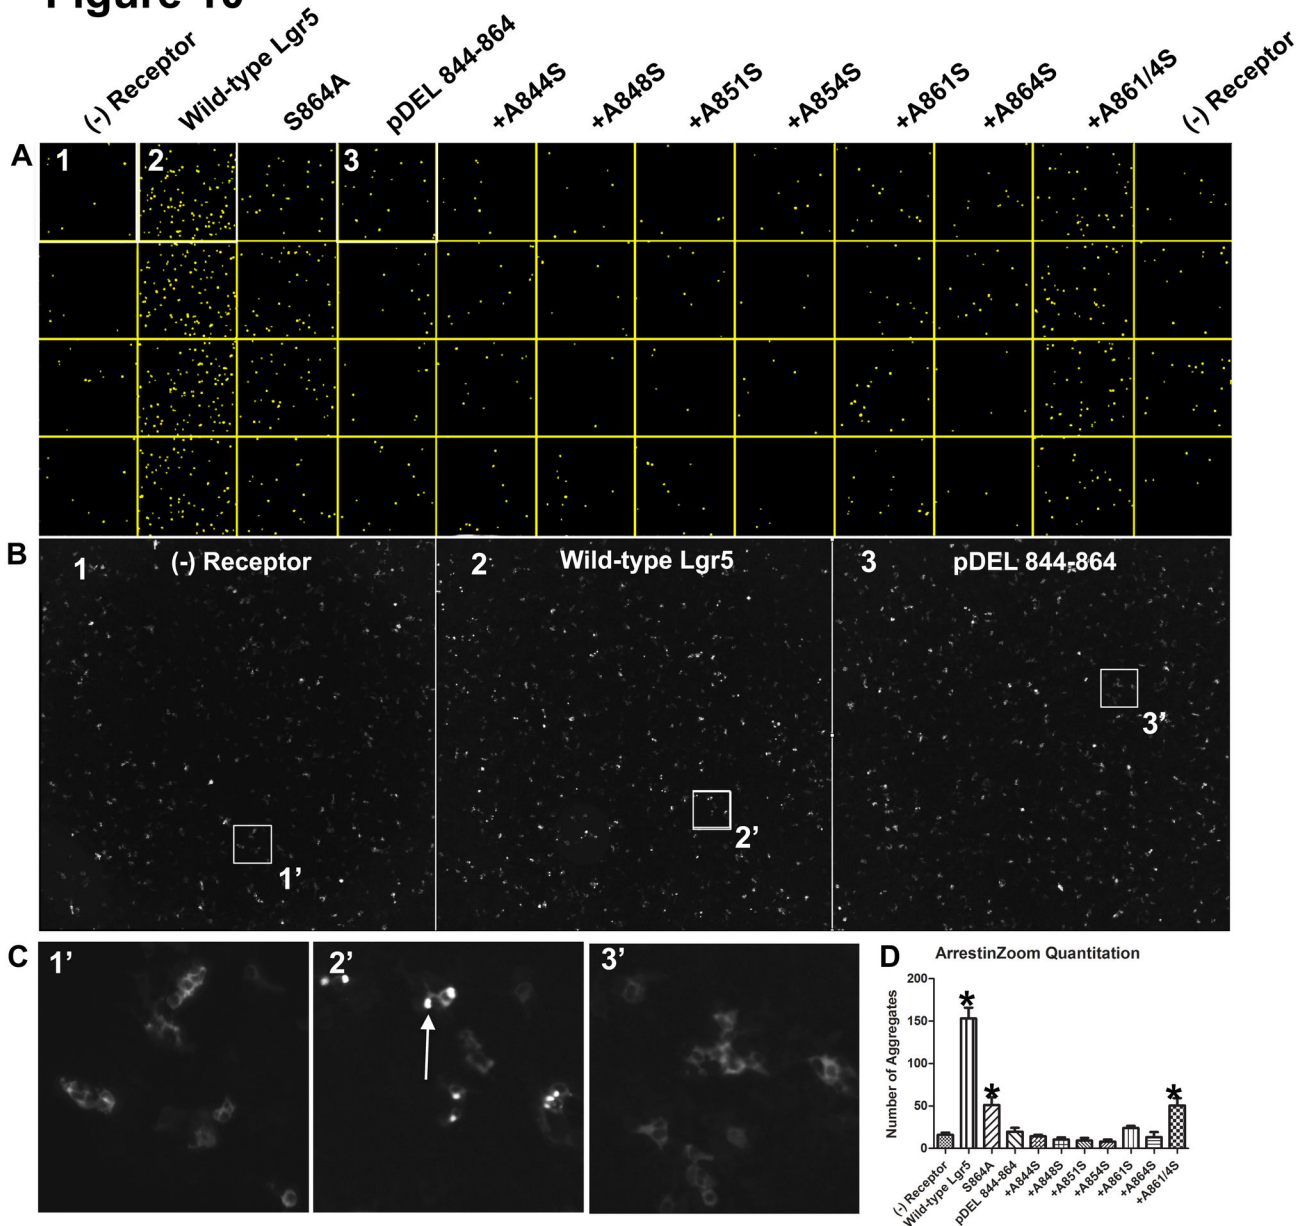 (-) Receptor
Wild-type Lgr5
S864A
pDEL 844-864
+A844S
+A848S
+A851S
+A854S
+A861S
+A864S
+A861/4S
(-) Receptor
A
1
2
3
B
1
(-) Receptor
2
Wild-type Lgr5
3
pDEL 844-864
1’
2’
3’
C
1’
2’
3’
D
ArrestinZoom Quantitation
Number of Aggregates
200
150
100
50
0
*
*
*
(-) Receptor
Wild-type Lgr5
S864A
pDEL 844-864
+A844S
+A848S
+A851S
+A854S
+A861S
+A864S
+A861/4S